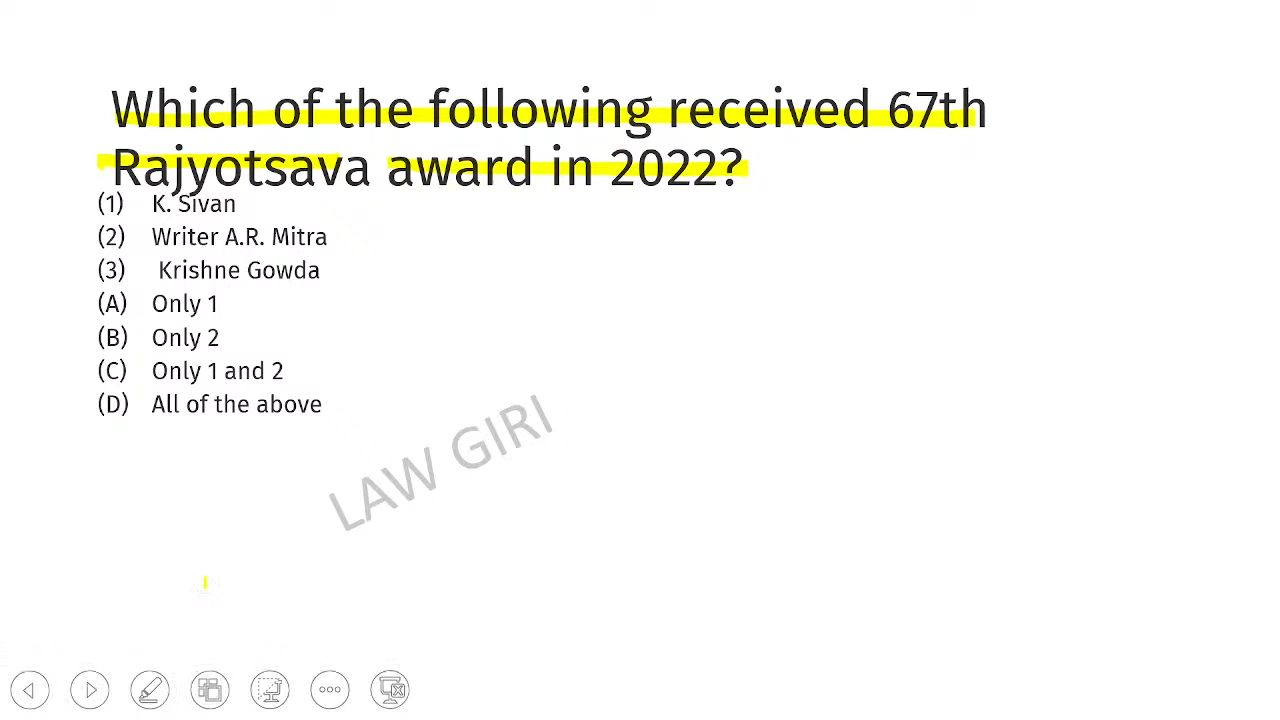 Which of the following received 67th
Rajyotsava award in 2022?
(1) K. Sivan
(2) Writer A.R. Mitra
(3) Krishne Gowda
(A) Only 1
(B) Only 2
(C) Only 1 and 2
(D) All of the above
LAW GIRI